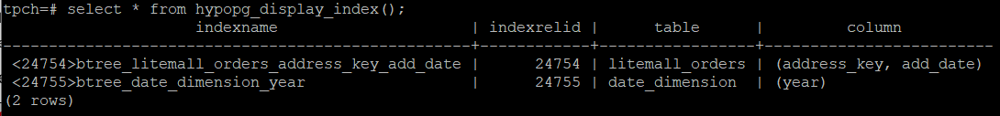 tpch=# select * from hypopg_display_index();
                   indexname                    | indexrelid |     table      |        column
------------------------------------------------+------------+----------------+-------------------------
 <24754>btree_litemall_orders_address_key_add_date |      24754 | litemall_orders | (address_key, add_date)
 <24755>btree_date_dimension_year                |      24755 | date_dimension  | (year)
(2 rows)